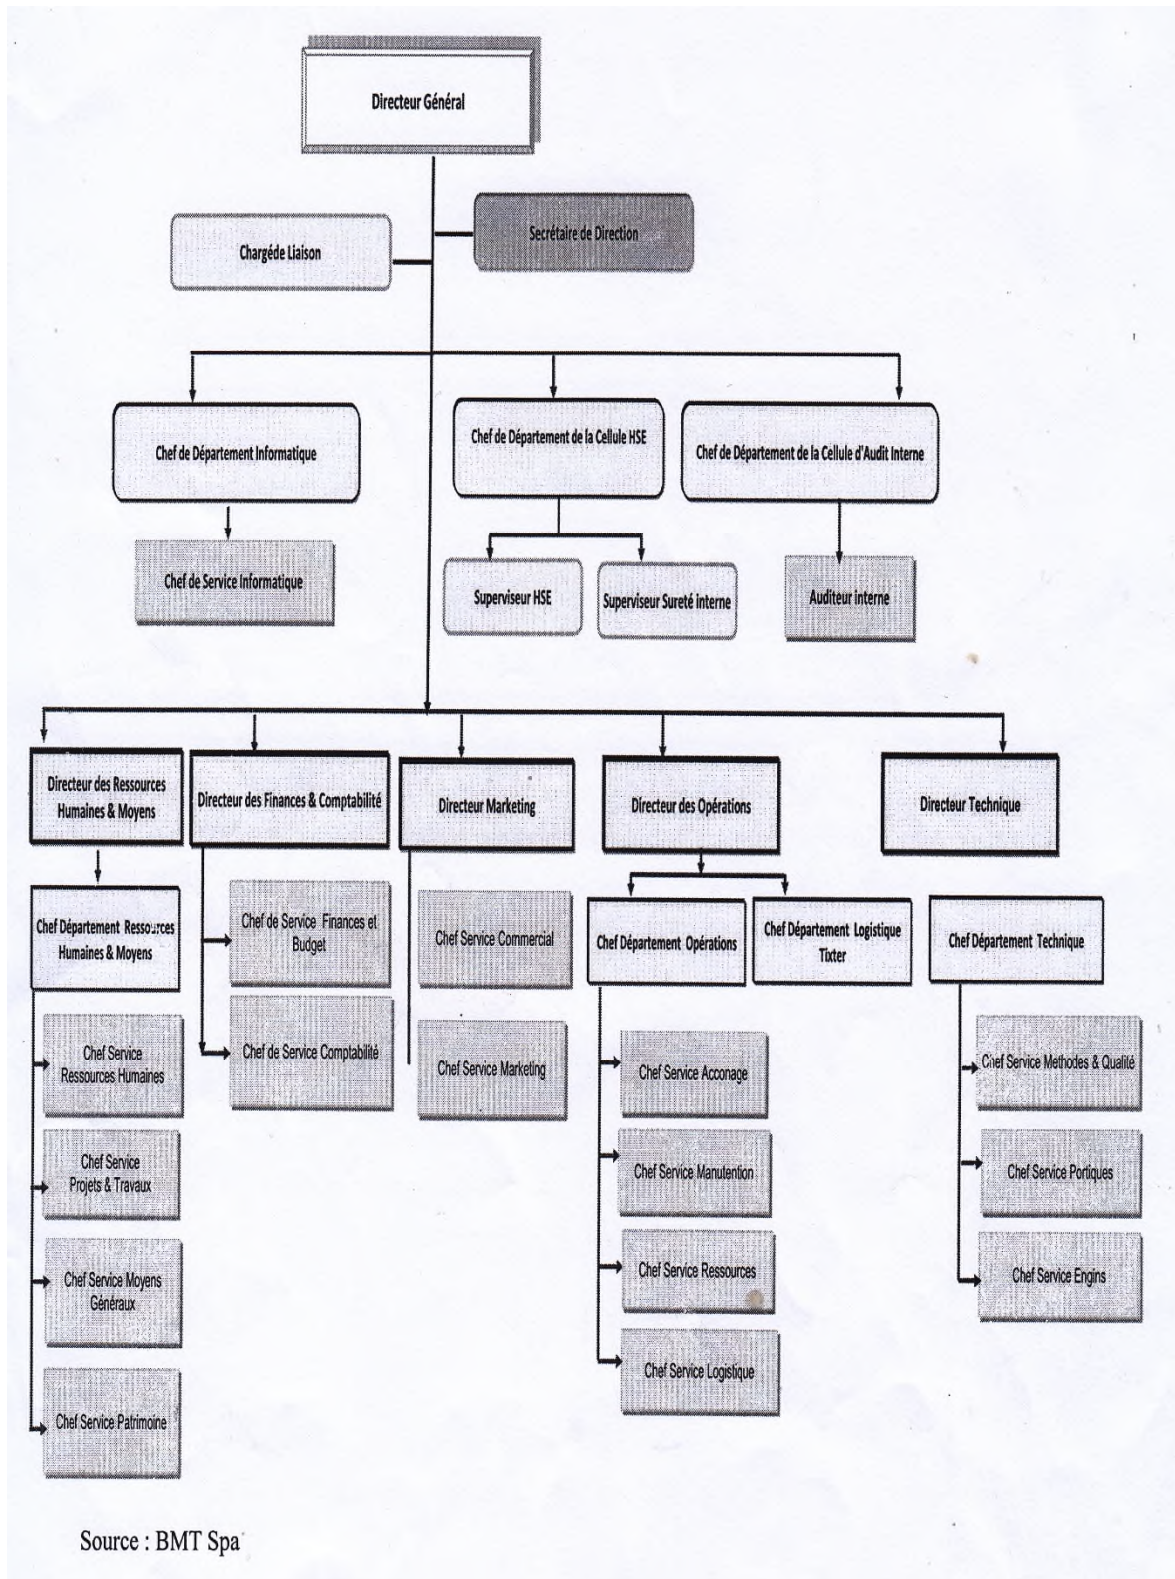 Directeur Général
Secrétaire de Direction
Chargéde Liaison
Chef de Département Informatique
Chef de Département de la Cellule HSE
Chef de Département de la Cellule d'Audit Interne
Chef de Service Informatique
Superviseur HSE
Superviseur Sureté interne
Auditeur interne
Directeur des Ressources
Humaines & Moyens
Directeur des Finances & Comptabilité
Directeur Marketing
Directeur des Opérations
Directeur Technique
Chef Département Ressources
Humaines & Moyens
Chef de Service Finances et
Budget
Chef Service Commercial
Chef Département Opérations
Chef Département Logistique
Tixter
Chef Département Technique
Chef Service
Ressources Humaines
Chef de Service Comptabilité
Chef Service Marketing
Chef Service Acconage
Chef Service Methodes & Qualité
Chef Service
Projets & Travaux
Chef Service Manutention
Chef Service Portiques
Chef Service Moyens
Généraux
Chef Service Ressources
Chef Service Engins
Chef Service Patrimoine
Chef Service Logistique
Source : BMT Spa